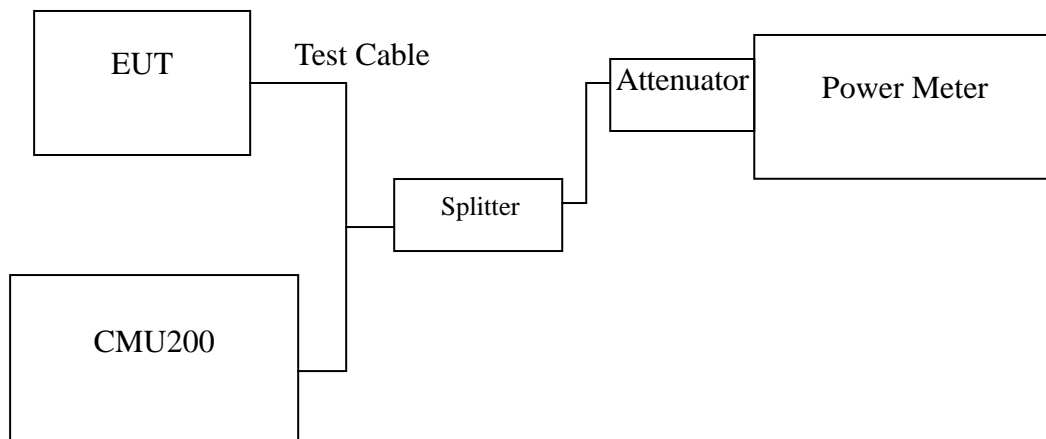 EUT
Test Cable
Attenuator
Power Meter
Splitter
CMU200